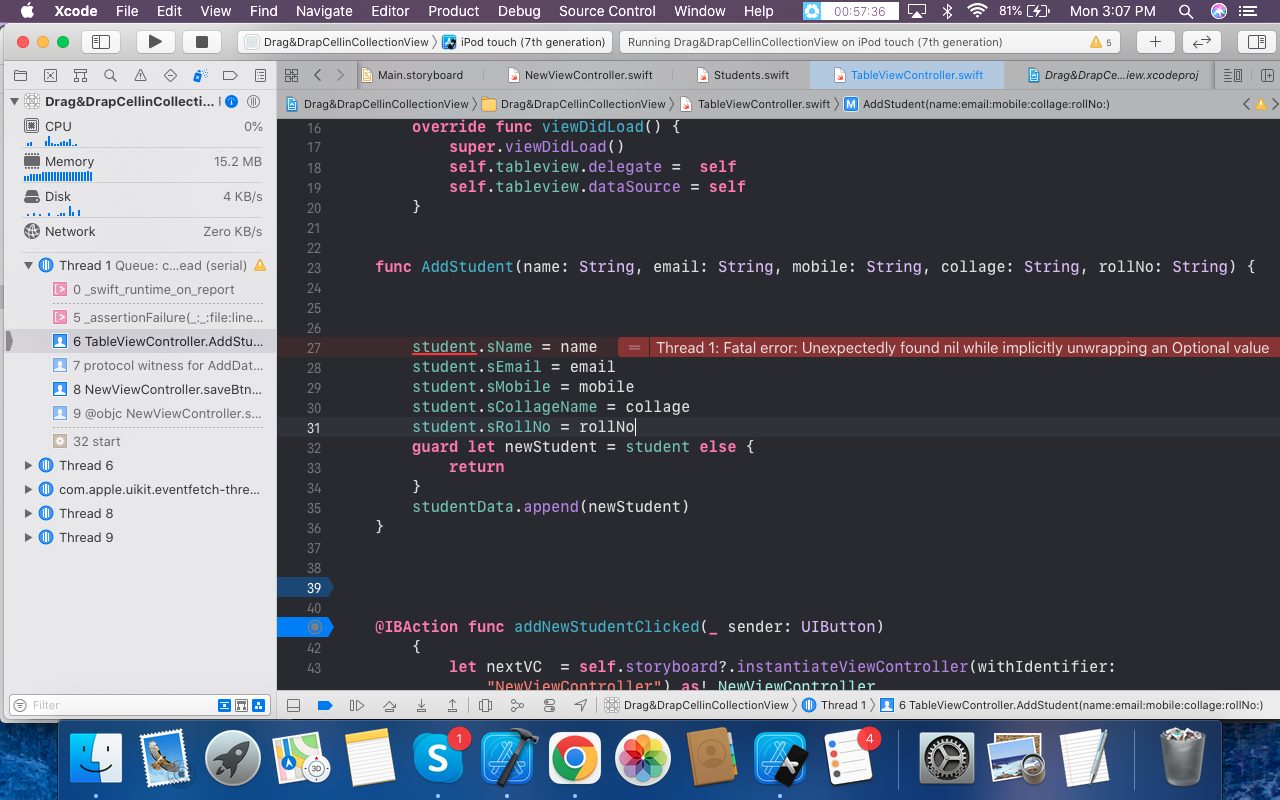 Xcode File Edit View Find Navigate Editor Product Debug Source Control Window Help 00:57:36 81% Mon 3:07 PM
Drag&DrapCellinCollectionView iPod touch (7th generation) Running Drag&DrapCellinCollectionView on iPod touch (7th generation) 5
Main.storyboard NewViewController.swift Students.swift TableViewController.swift Drag&DrapCe...iew.xcodeproj
Drag&DrapCellinCollecti...
Drag&DrapCellinCollectionView Drag&DrapCellinCollectionView TableViewController.swift M AddStudent(name:email:mobile:collage:rollNo:)
CPU 0%
Memory 15.2 MB
Disk 4 KB/s
Network Zero KB/s
Thread 1 Queue: c...ead (serial)
0 _swift_runtime_on_report
5 _assertionFailure(_:_:file:line...
6 TableViewController.AddStu...
7 protocol witness for AddDat...
8 NewViewController.saveBtn...
9 @objc NewViewController.s...
32 start
Thread 6
com.apple.uikit.eventfetch-thre...
Thread 8
Thread 9
Filter
16 override func viewDidLoad() {
17 super.viewDidLoad()
18 self.tableview.delegate =  self
19 self.tableview.dataSource = self
20 }
21
22
23 func AddStudent(name: String, email: String, mobile: String, collage: String, rollNo: String) {
24
25
26
27 student.sName = name = Thread 1: Fatal error: Unexpectedly found nil while implicitly unwrapping an Optional value
28 student.sEmail = email
29 student.sMobile = mobile
30 student.sCollageName = collage
31 student.sRollNo = rollNo
32 guard let newStudent = student else {
33 return
34 }
35 studentData.append(newStudent)
36 }
37
38
39
40
@IBAction func addNewStudentClicked(_ sender: UIButton)
42 {
43 let nextVC  = self.storyboard?.instantiateViewController(withIdentifier:
"NewViewController") as! NewViewController
Drag&DrapCellinCollectionView Thread 1 6 TableViewController.AddStudent(name:email:mobile:collage:rollNo:)
1
3D
S
4